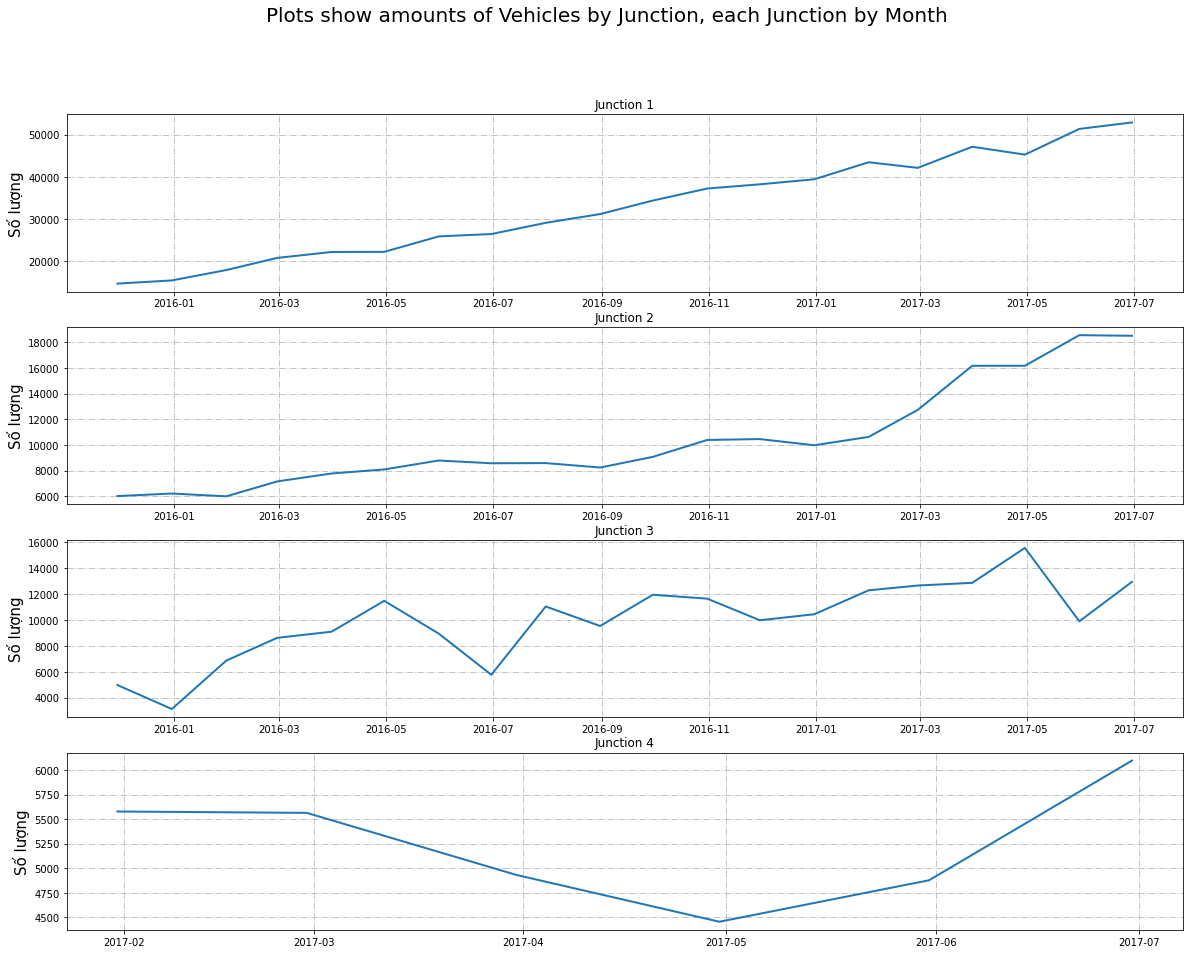 Plots show amounts of Vehicles by Junction, each Junction by Month
Junction 1
Số lượng
50000
40000
30000
20000
2016-01 2016-03 2016-05 2016-07 2016-09 2016-11 2017-01 2017-03 2017-05 2017-07
Junction 2
Số lượng
18000
16000
14000
12000
10000
8000
6000
2016-01 2016-03 2016-05 2016-07 2016-09 2016-11 2017-01 2017-03 2017-05 2017-07
Junction 3
Số lượng
16000
14000
12000
10000
8000
6000
4000
2016-01 2016-03 2016-05 2016-07 2016-09 2016-11 2017-01 2017-03 2017-05 2017-07
Junction 4
Số lượng
6000
5750
5500
5250
5000
4750
4500
2017-02 2017-03 2017-04 2017-05 2017-06 2017-07